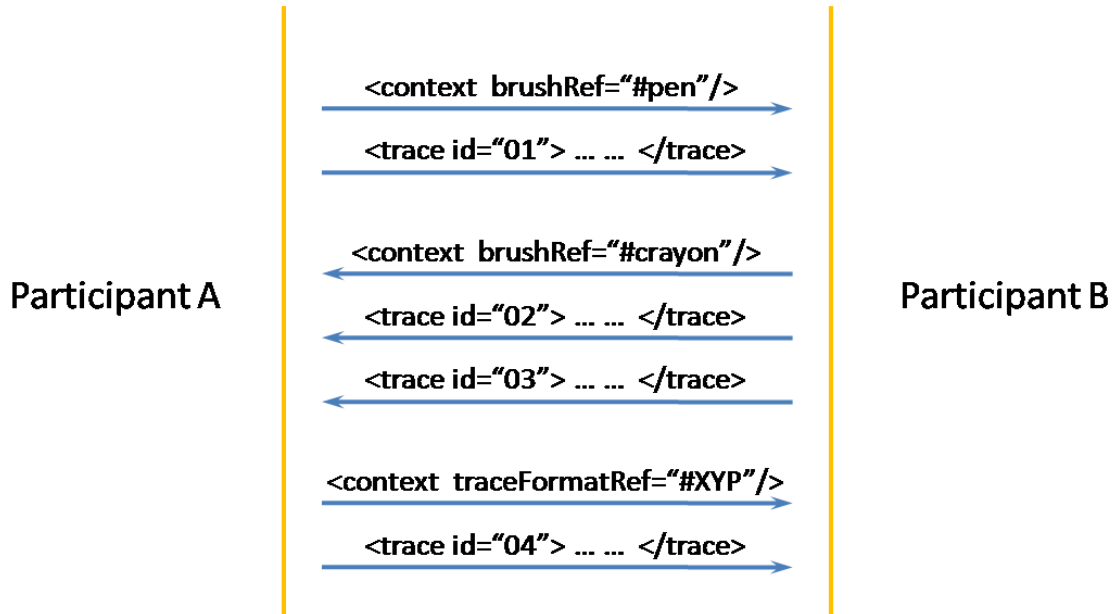 <context brushRef=“#pen”/>
<trace id=“01”> ... ... </trace>
<context brushRef=“#crayon”/>
Participant A
Participant B
<trace id=“02”> ... ... </trace>
<trace id=“03”> ... ... </trace>
<context traceFormatRef=“#XYP”/>
<trace id=“04”> ... ... </trace>